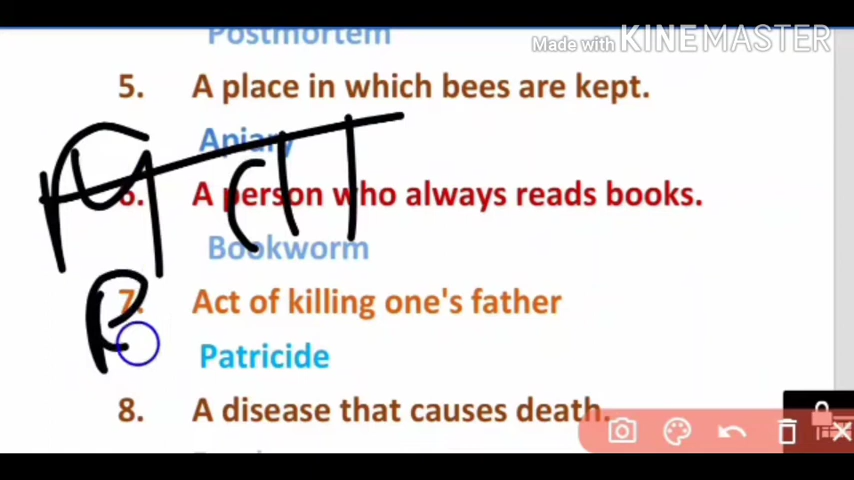 Postmortem
Made with KINEMASTER
5. A place in which bees are kept.
Apiary
6. A person who always reads books.
Bookworm
7. Act of killing one's father
Patricide
8. A disease that causes death.